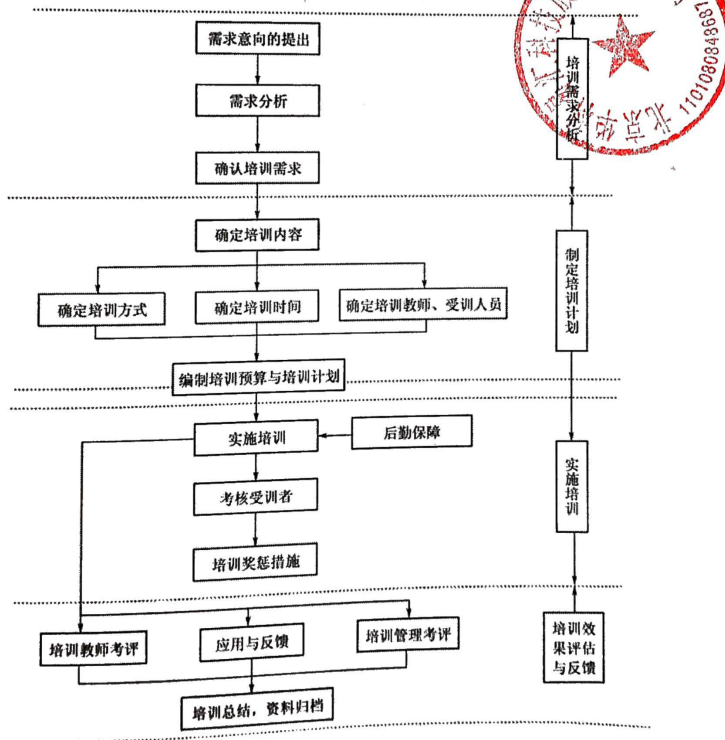 需求意向的提出
需求分析
确认培训需求
培训需求分析
确定培训内容
确定培训方式
确定培训时间
确定培训教师、受训人员
编制培训预算与培训计划
制定培训计划
实施培训
后勤保障
考核受训者
培训奖惩措施
实施培训
培训教师考评
应用与反馈
培训管理考评
培训总结，资料归档
培训效
果评估
与反馈
科技
北京华